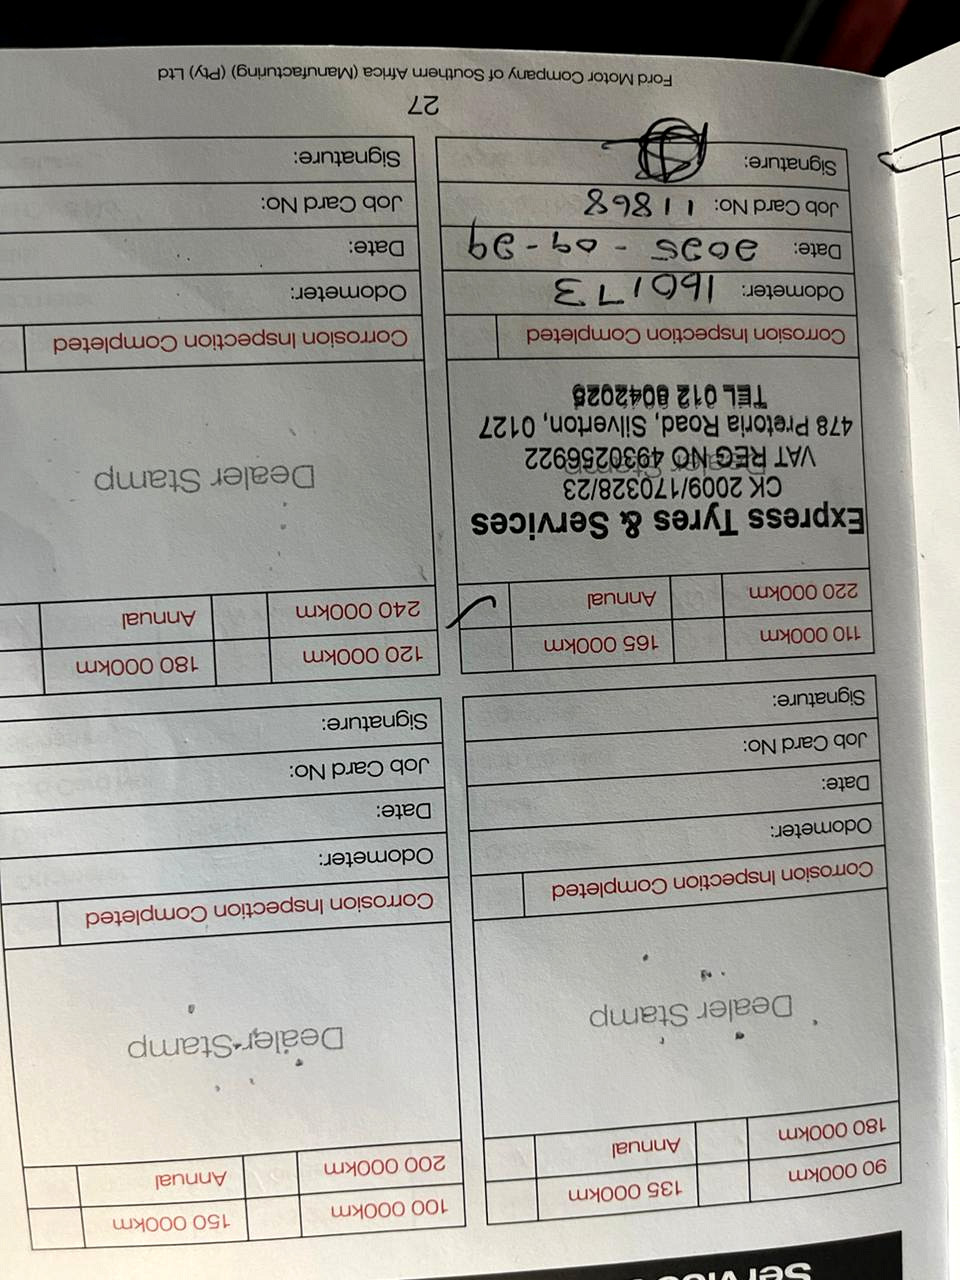 Service
90 000km 135 000km
180 000km Annual
Dealer Stamp
Corrosion Inspection Completed
Odometer:
Date:
Job Card No:
Signature:
100 000km 150 000km
200 000km Annual
Dealer Stamp
Corrosion Inspection Completed
Odometer:
Date:
Job Card No:
Signature:
110 000km 165 000km
220 000km Annual
Dealer Stamp
Express Tyres & Services
CK 2009/170328/23
VAT REG NO 4930256922
478 Pretoria Road, Silverton, 0127
TEL 012 8042025
Corrosion Inspection Completed
Odometer: 160173
Date: 2025-09-29
Job Card No: 11868
Signature:
120 000km 180 000km
240 000km Annual
Dealer Stamp
Corrosion Inspection Completed
Odometer:
Date:
Job Card No:
Signature:
27
Ford Motor Company of Southern Africa (Manufacturing) (Pty) Ltd